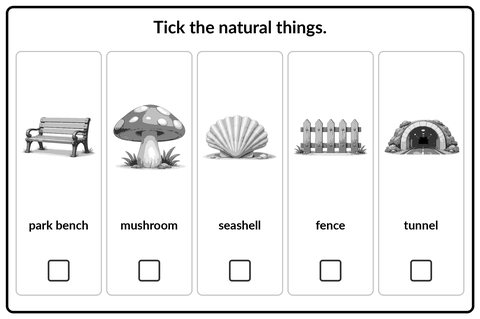 Tick the natural things.
park bench
mushroom
seashell
fence
tunnel